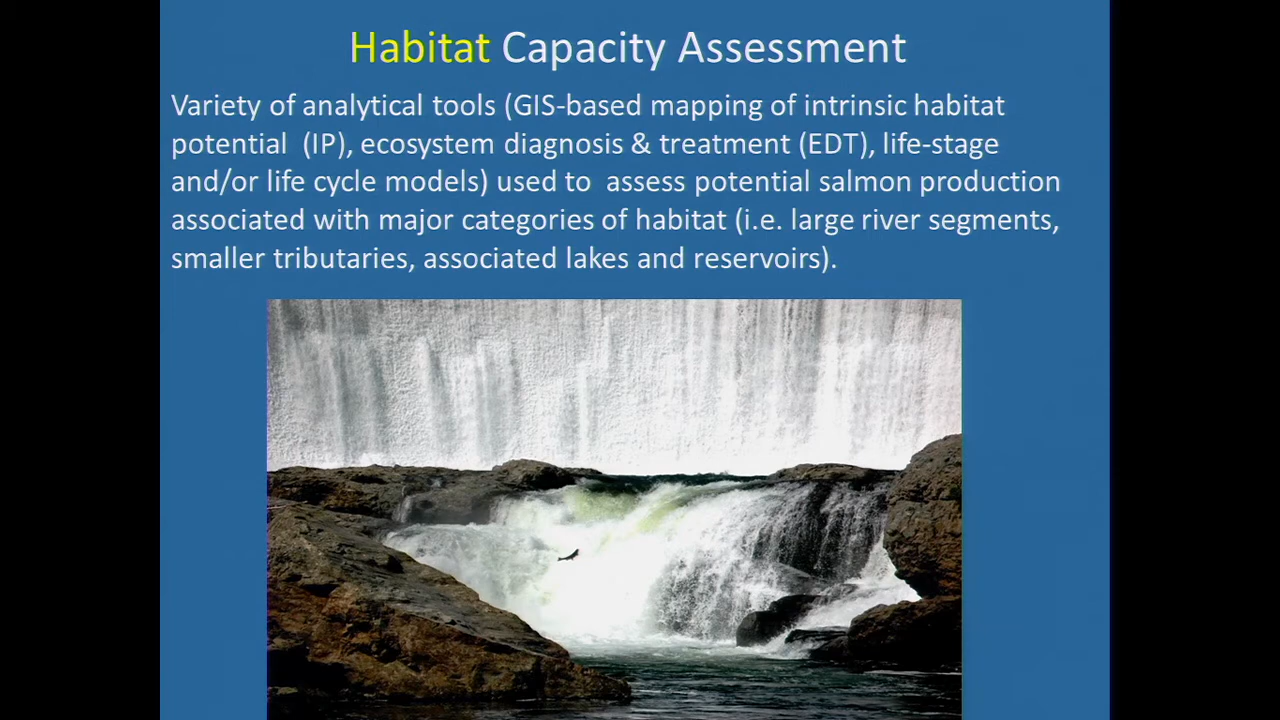 Habitat Capacity Assessment
Variety of analytical tools (GIS-based mapping of intrinsic habitat
potential (IP), ecosystem diagnosis & treatment (EDT), life-stage
and/or life cycle models) used to assess potential salmon production
associated with major categories of habitat (i.e. large river segments,
smaller tributaries, associated lakes and reservoirs).